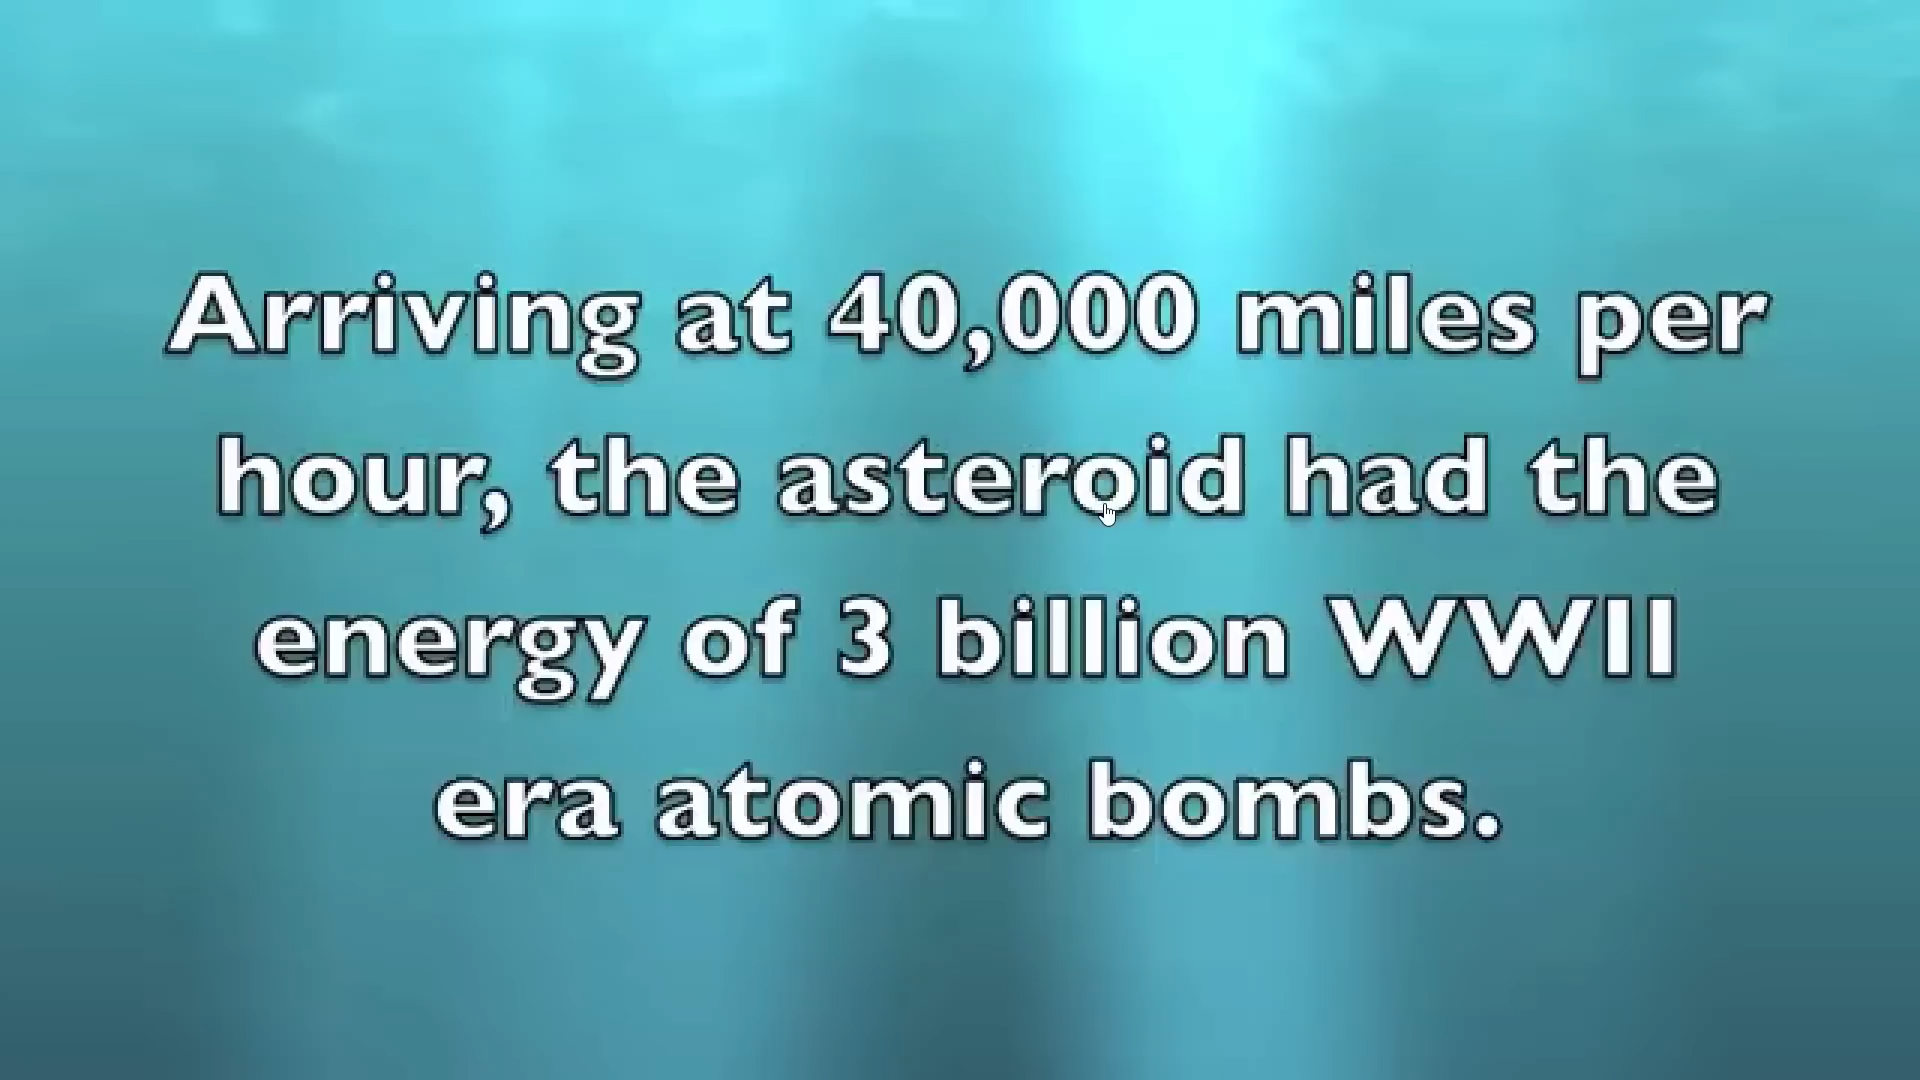 Arriving at 40,000 miles per
hour, the asteroid had the
energy of 3 billion WWII
era atomic bombs.